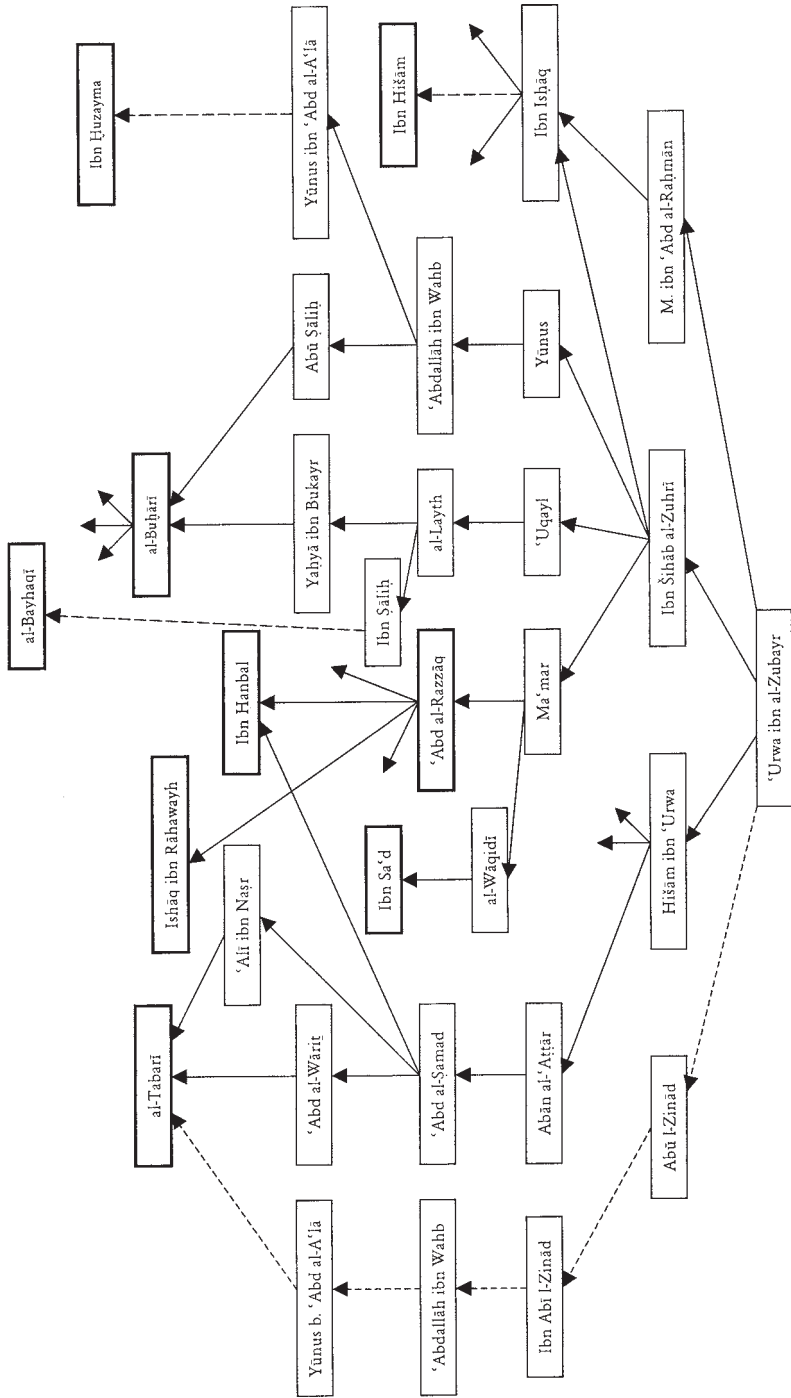 al-Bayhaqī
Ibn Ḫuzayma
al-Buḫārī
al-Tabarī
Isḥāq ibn Rāhawayh
Ibn Hanbal
ʿAlī ibn Naṣr
Yūnus ibn ʿAbd al-Aʿlā
Abū Ṣāliḥ
Yaḥyā ibn Bukayr
ʿAbd al-Wāriṯ
Yūnus b. ʿAbd al-Aʿlā
Ibn Ṣāliḥ
Ibn Hišām
ʿAbdallāh ibn Wahb
al-Layth
ʿAbd al-Razzāq
Ibn Saʿd
ʿAbd al-Ṣamad
ʿAbdallāh ibn Wahb
Ibn Isḥāq
Yūnus
ʿUqayl
Maʿmar
al-Wāqidī
Abān al-ʿAṭṭār
Ibn Abī l-Zinād
M. ibn ʿAbd al-Raḥmān
Ibn Šihāb al-Zuhrī
Hišām ibn ʿUrwa
Abū l-Zinād
ʿUrwa ibn al-Zubayr